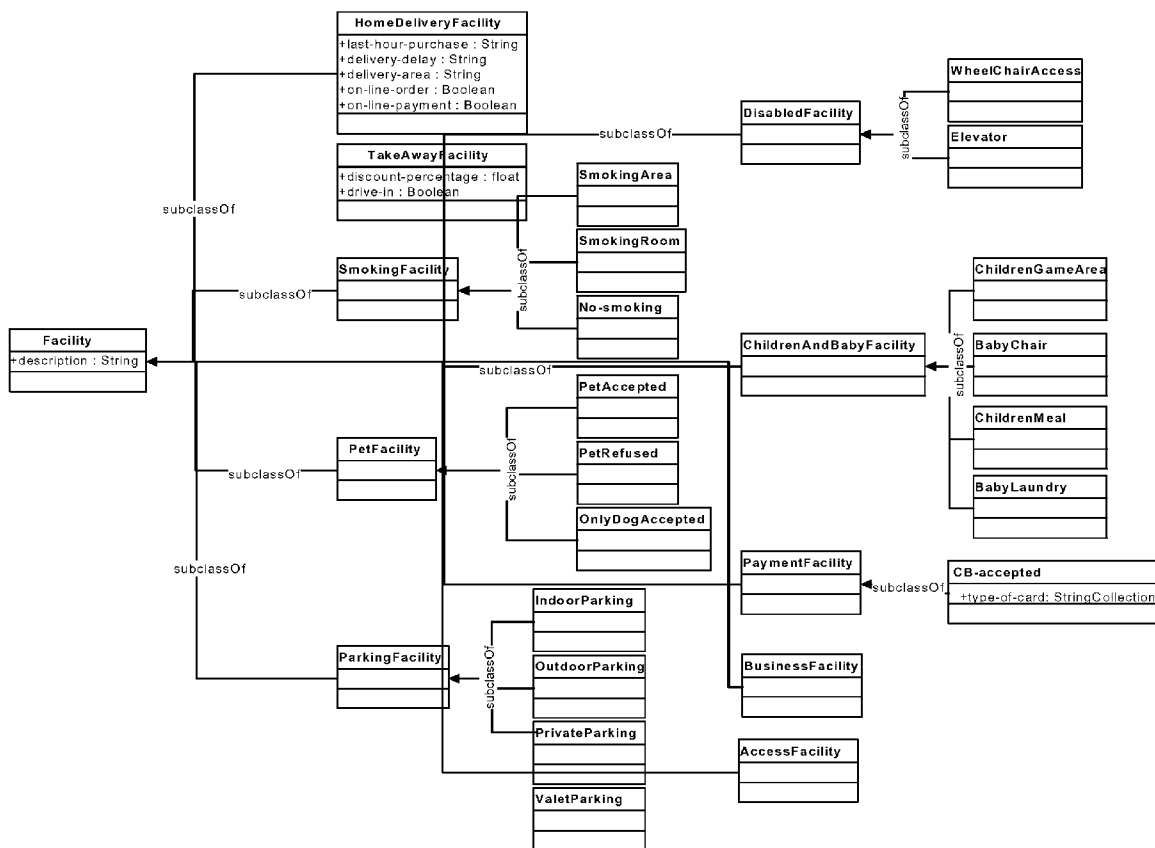 HomeDeliveryFacility
+last-hour-purchase : String
+delivery-delay : String
+delivery-area : String
+on-line-order : Boolean
+on-line-payment : Boolean
TakeAwayFacility
+discount-percentage : float
+drive-in : Boolean
subclassOf
SmokingFacility
subclassOf
Facility
+description : String
PetFacility
subclassOf
subclassOf
ParkingFacility
SmokingArea
SmokingRoom
No-smoking
subclassOf
subclassOf
PetAccepted
PetRefused
OnlyDogAccepted
subclassOf
IndoorParking
OutdoorParking
PrivateParking
ValetParking
subclassOf
subclassOf
DisabledFacility
subclassOf
WheelChairAccess
Elevator
ChildrenAndBabyFacility
subclassOf
ChildrenGameArea
BabyChair
ChildrenMeal
BabyLaundry
PaymentFacility
subclassOf
CB-accepted
+type-of-card: StringCollection
BusinessFacility
AccessFacility